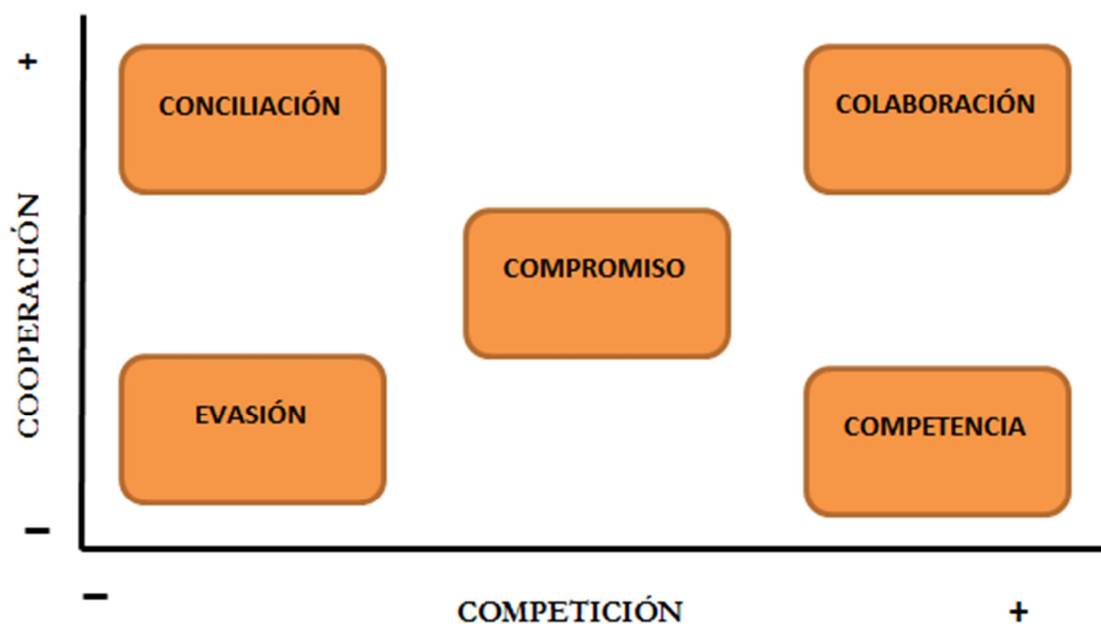 +
CONCILIACIÓN
COLABORACIÓN
COOPERACIÓN
COMPROMISO
EVASIÓN
COMPETENCIA
–
–
COMPETICIÓN
+